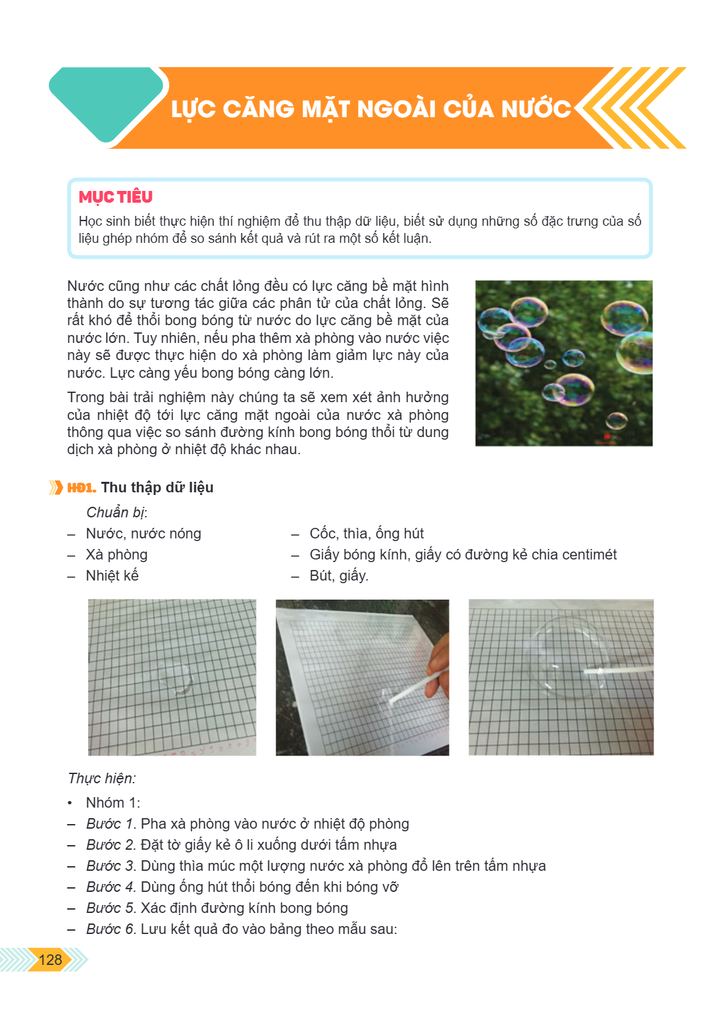 LỰC CĂNG MẶT NGOÀI CỦA NƯỚC
MỤC TIÊU
Học sinh biết thực hiện thí nghiệm để thu thập dữ liệu, biết sử dụng những số đặc trưng của số
liệu ghép nhóm để so sánh kết quả và rút ra một số kết luận.
Nước cũng như các chất lỏng đều có lực căng bề mặt hình
thành do sự tương tác giữa các phân tử của chất lỏng. Sẽ
rất khó để thổi bong bóng từ nước do lực căng bề mặt của
nước lớn. Tuy nhiên, nếu pha thêm xà phòng vào nước việc
này sẽ được thực hiện do xà phòng làm giảm lực này của
nước. Lực càng yếu bong bóng càng lớn.
Trong bài trải nghiệm này chúng ta sẽ xem xét ảnh hưởng
của nhiệt độ tới lực căng mặt ngoài của nước xà phòng
thông qua việc so sánh đường kính bong bóng thổi từ dung
dịch xà phòng ở nhiệt độ khác nhau.
HĐ1. Thu thập dữ liệu
Chuẩn bị:
– Nước, nước nóng
– Xà phòng
– Nhiệt kế
– Cốc, thìa, ống hút
– Giấy bóng kính, giấy có đường kẻ chia centimét
– Bút, giấy.
Thực hiện:
• Nhóm 1:
– Bước 1. Pha xà phòng vào nước ở nhiệt độ phòng
– Bước 2. Đặt tờ giấy kẻ ô li xuống dưới tấm nhựa
– Bước 3. Dùng thìa múc một lượng nước xà phòng đổ lên trên tấm nhựa
– Bước 4. Dùng ống hút thổi bóng đến khi bóng vỡ
– Bước 5. Xác định đường kính bong bóng
– Bước 6. Lưu kết quả đo vào bảng theo mẫu sau:
128